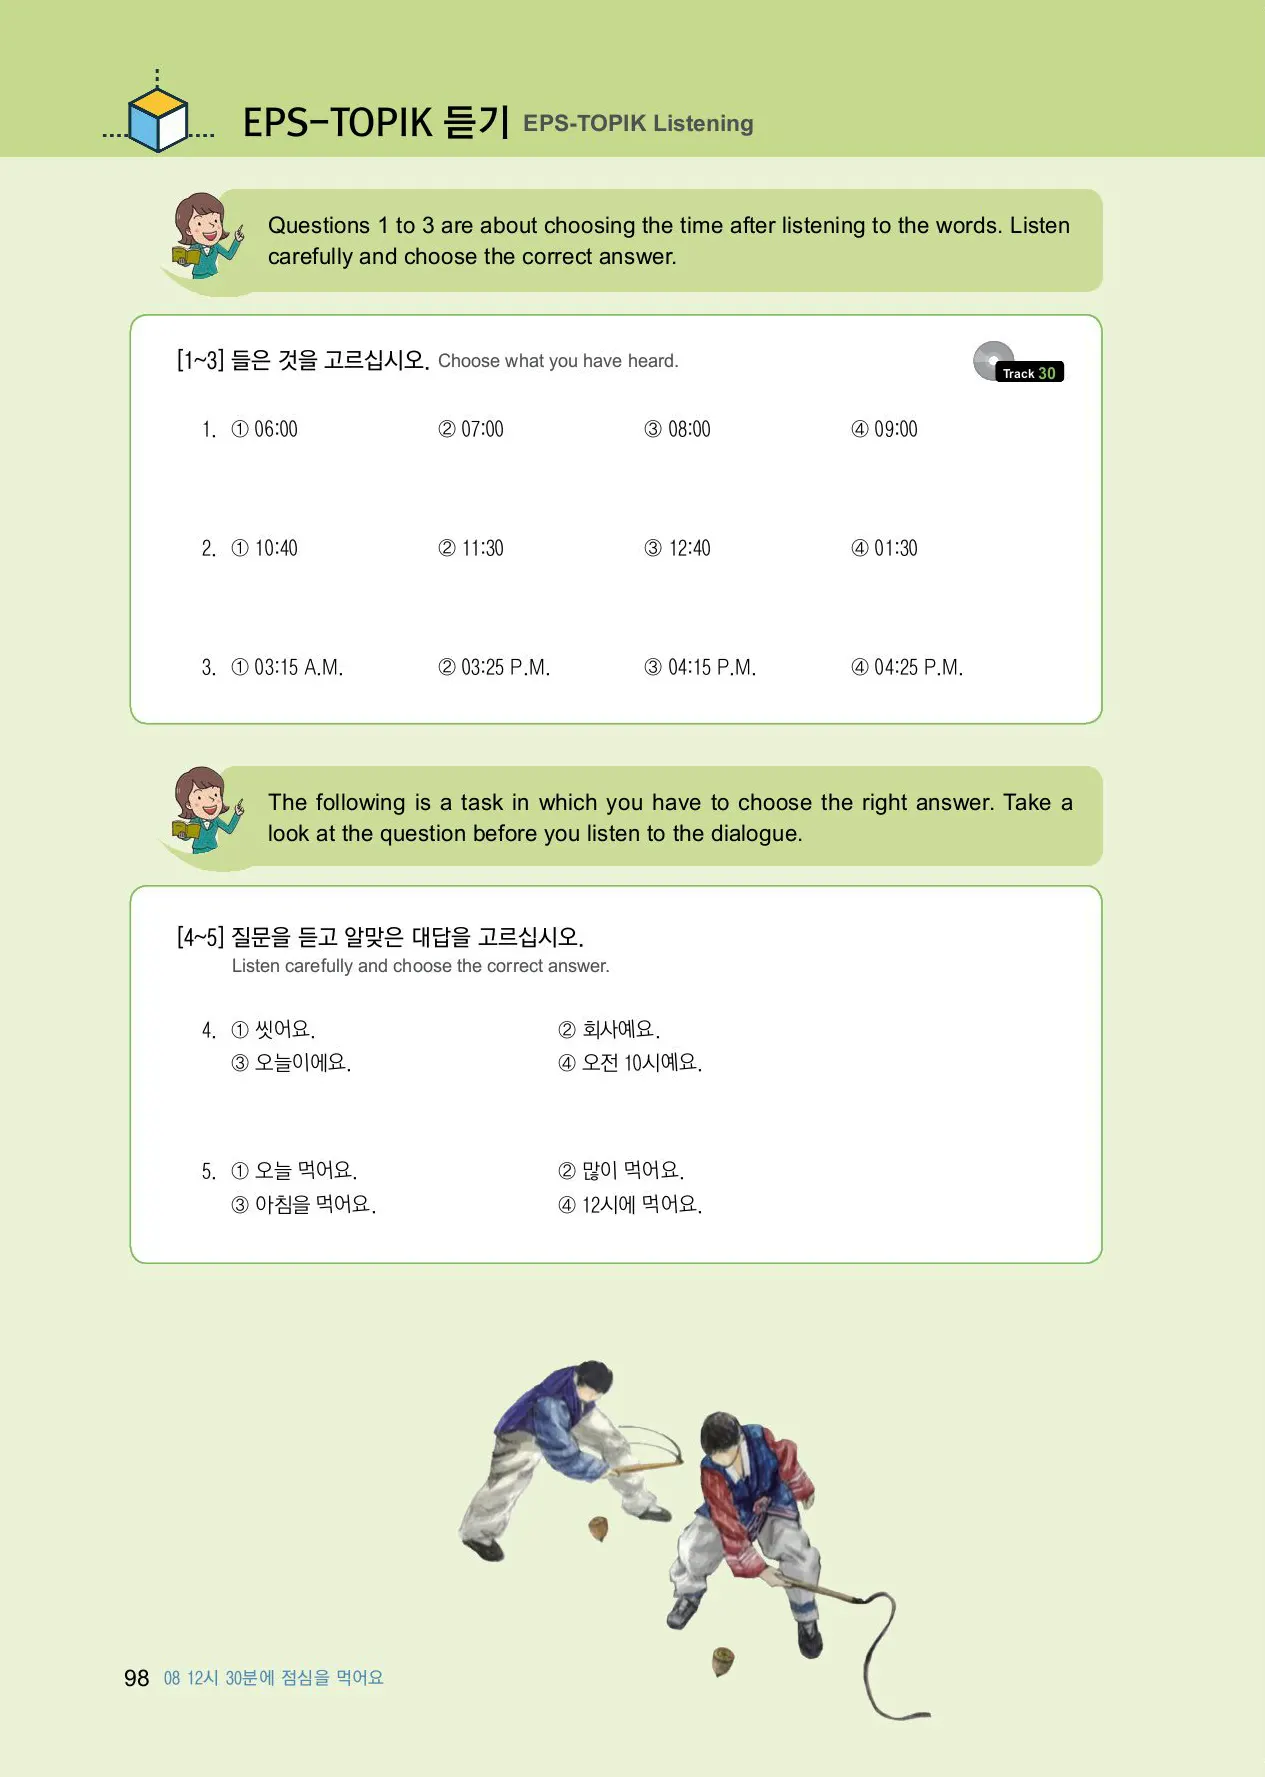 EPS-TOPIK 듣기 EPS-TOPIK Listening
Questions 1 to 3 are about choosing the time after listening to the words. Listen
carefully and choose the correct answer.
[1~3] 들은 것을 고르십시오. Choose what you have heard.
Track 30
1. ① 06:00 ② 07:00 ③ 08:00 ④ 09:00
2. ① 10:40 ② 11:30 ③ 12:40 ④ 01:30
3. ① 03:15 A.M. ② 03:25 P.M. ③ 04:15 P.M. ④ 04:25 P.M.
The following is a task in which you have to choose the right answer. Take a
look at the question before you listen to the dialogue.
[4~5] 질문을 듣고 알맞은 대답을 고르십시오.
Listen carefully and choose the correct answer.
4. ① 씻어요. ② 회사예요.
③ 오늘이에요. ④ 오전 10시예요.
5. ① 오늘 먹어요. ② 많이 먹어요.
③ 아침을 먹어요. ④ 12시에 먹어요.
98 08 12시 30분에 점심을 먹어요